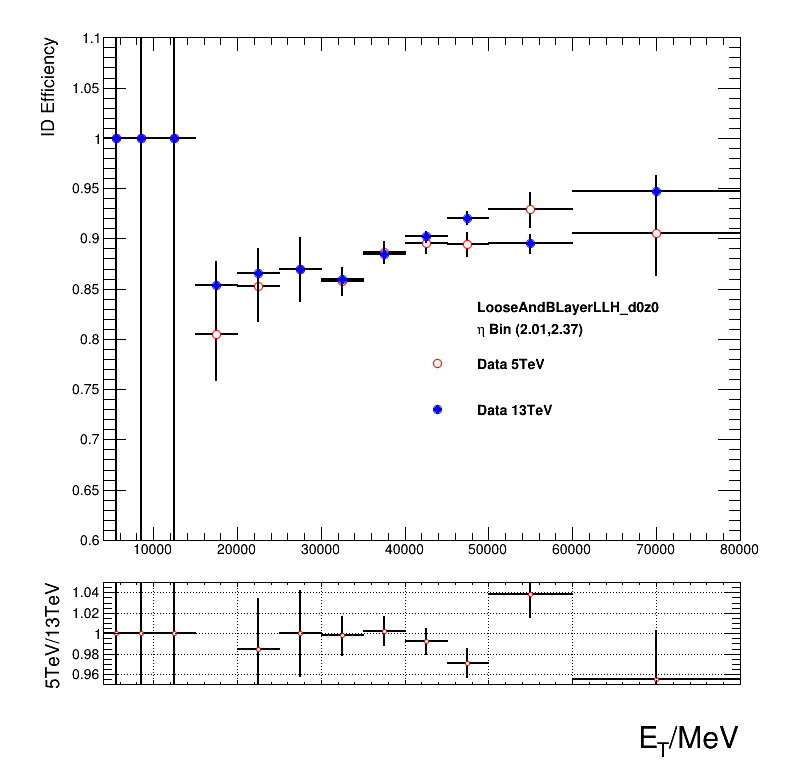 1.1
ID Efficiency
1.05
1
0.95
0.9
0.85
0.8
0.75
0.7
0.65
0.6
LooseAndBLayerLLH_d0z0
η Bin (2.01,2.37)
Data 5TeV
Data 13TeV
10000 20000 30000 40000 50000 60000 70000 80000
5TeV/13TeV
1.04
1.02
1
0.98
0.96
E_T/MeV